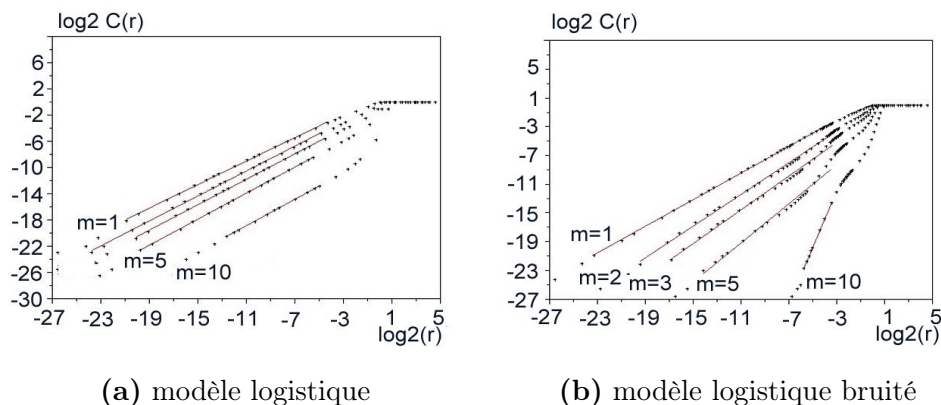 log2 C(r)
6
2
-2
-6
-10
-14
-18
-22
-26
-30
m=1
m=5
m=10
-27 -23 -19 -15 -11 -7 -3 1 5
log2(r)
(a) modèle logistique
log2 C(r)
5
1
-3
-7
-11
-15
-19
-23
-27
m=1
m=2
m=3
m=5
m=10
-27 -23 -19 -15 -11 -7 -3 1 5
log2(r)
(b) modèle logistique bruité